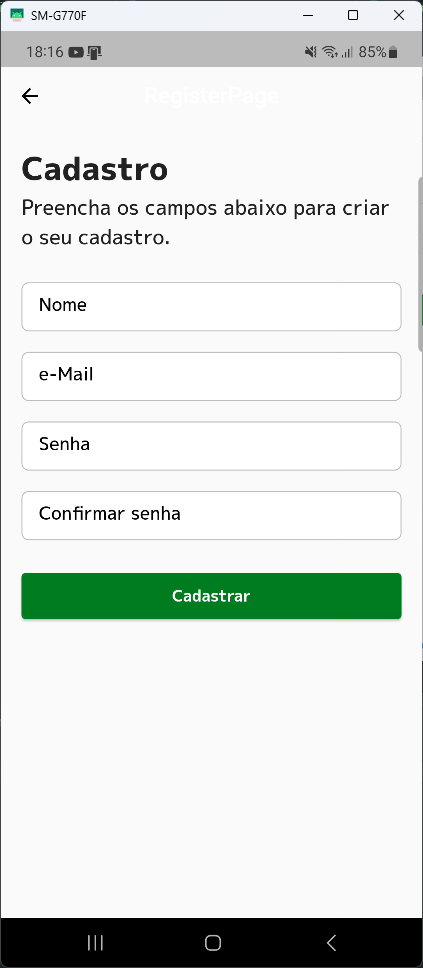 SM-G770F
18:16
85%
RegisterPage
Cadastro
Preencha os campos abaixo para criar
o seu cadastro.
Nome
e-Mail
Senha
Confirmar senha
Cadastrar